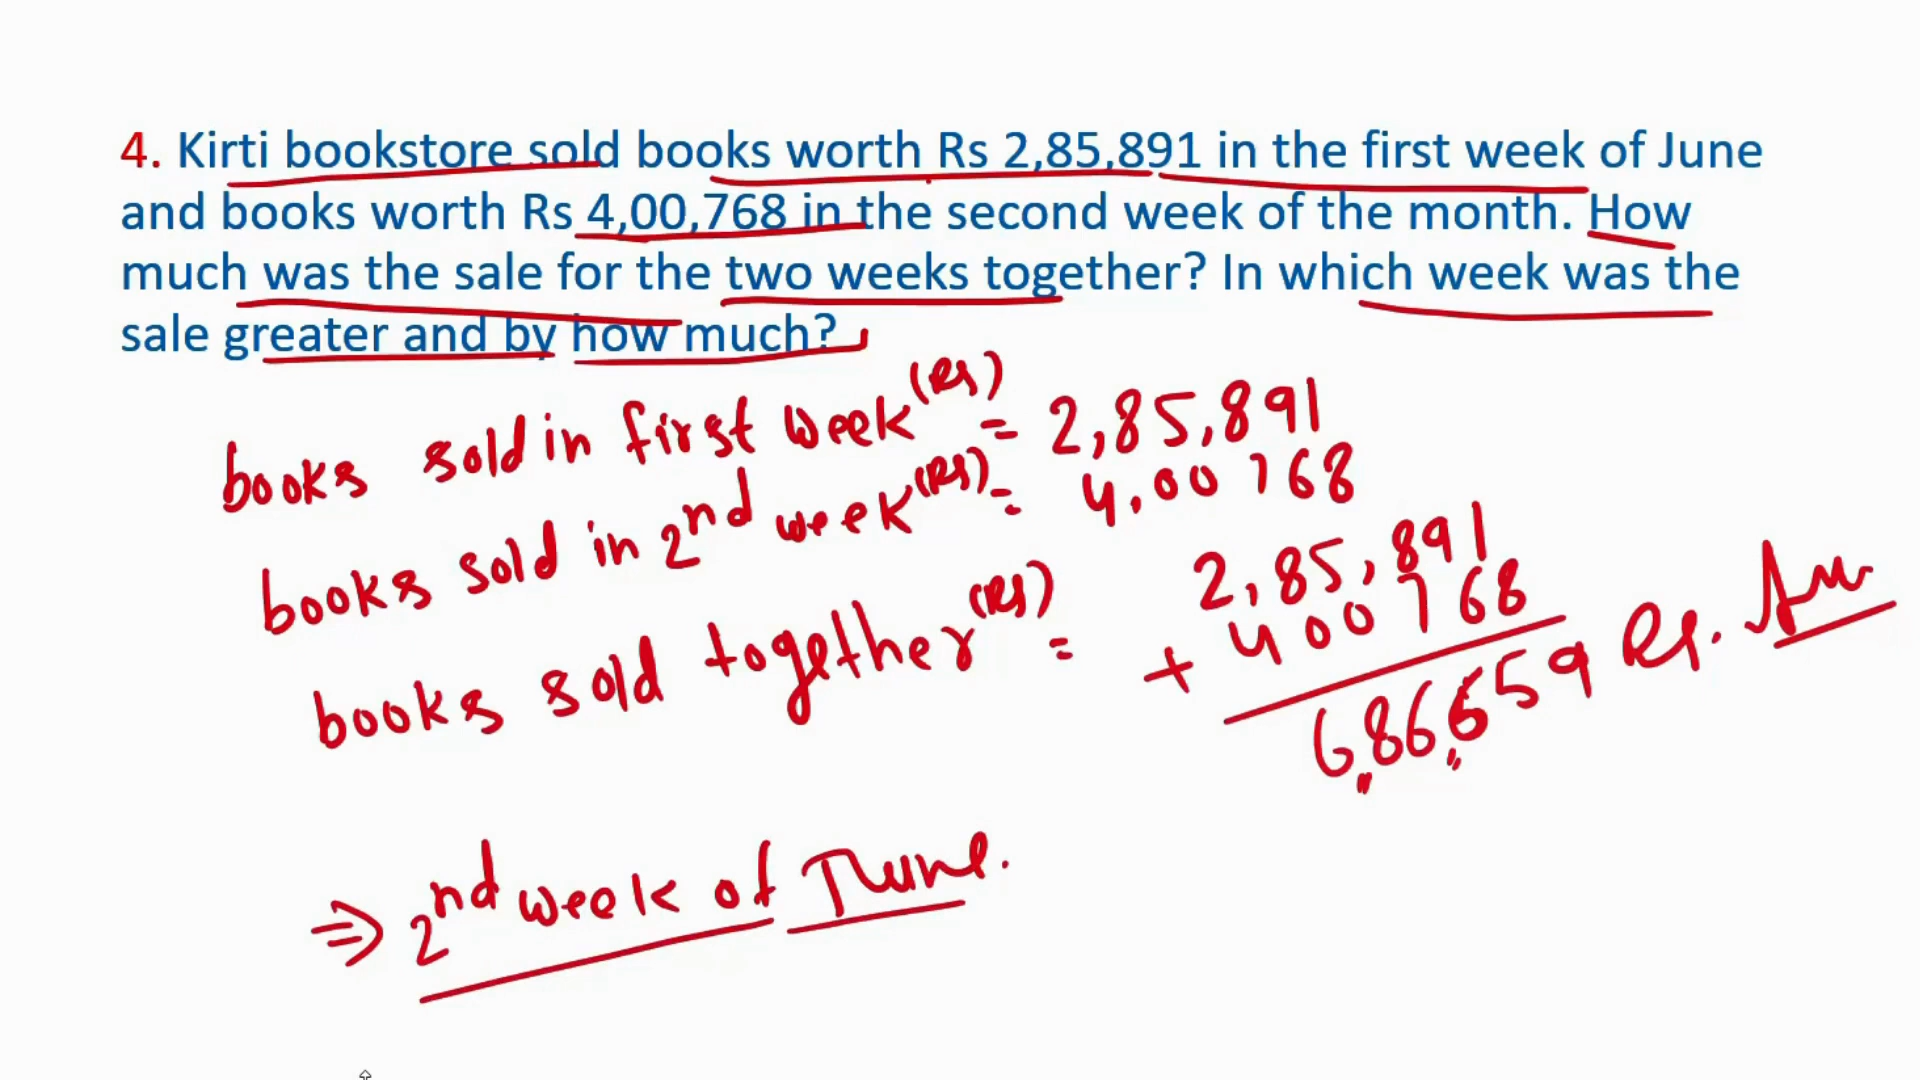 4. Kirti bookstore sold books worth Rs 2,85,891 in the first week of June
and books worth Rs 4,00,768 in the second week of the month. How
much was the sale for the two weeks together? In which week was the
sale greater and by how much?
books sold in first week (Rs) = 2,85,891
books sold in 2nd week (Rs) = 4,00768
books sold together (Rs) =
2,85,891
+ 400768
6,86,659 Rs. Ans
⇒ 2nd week of June.